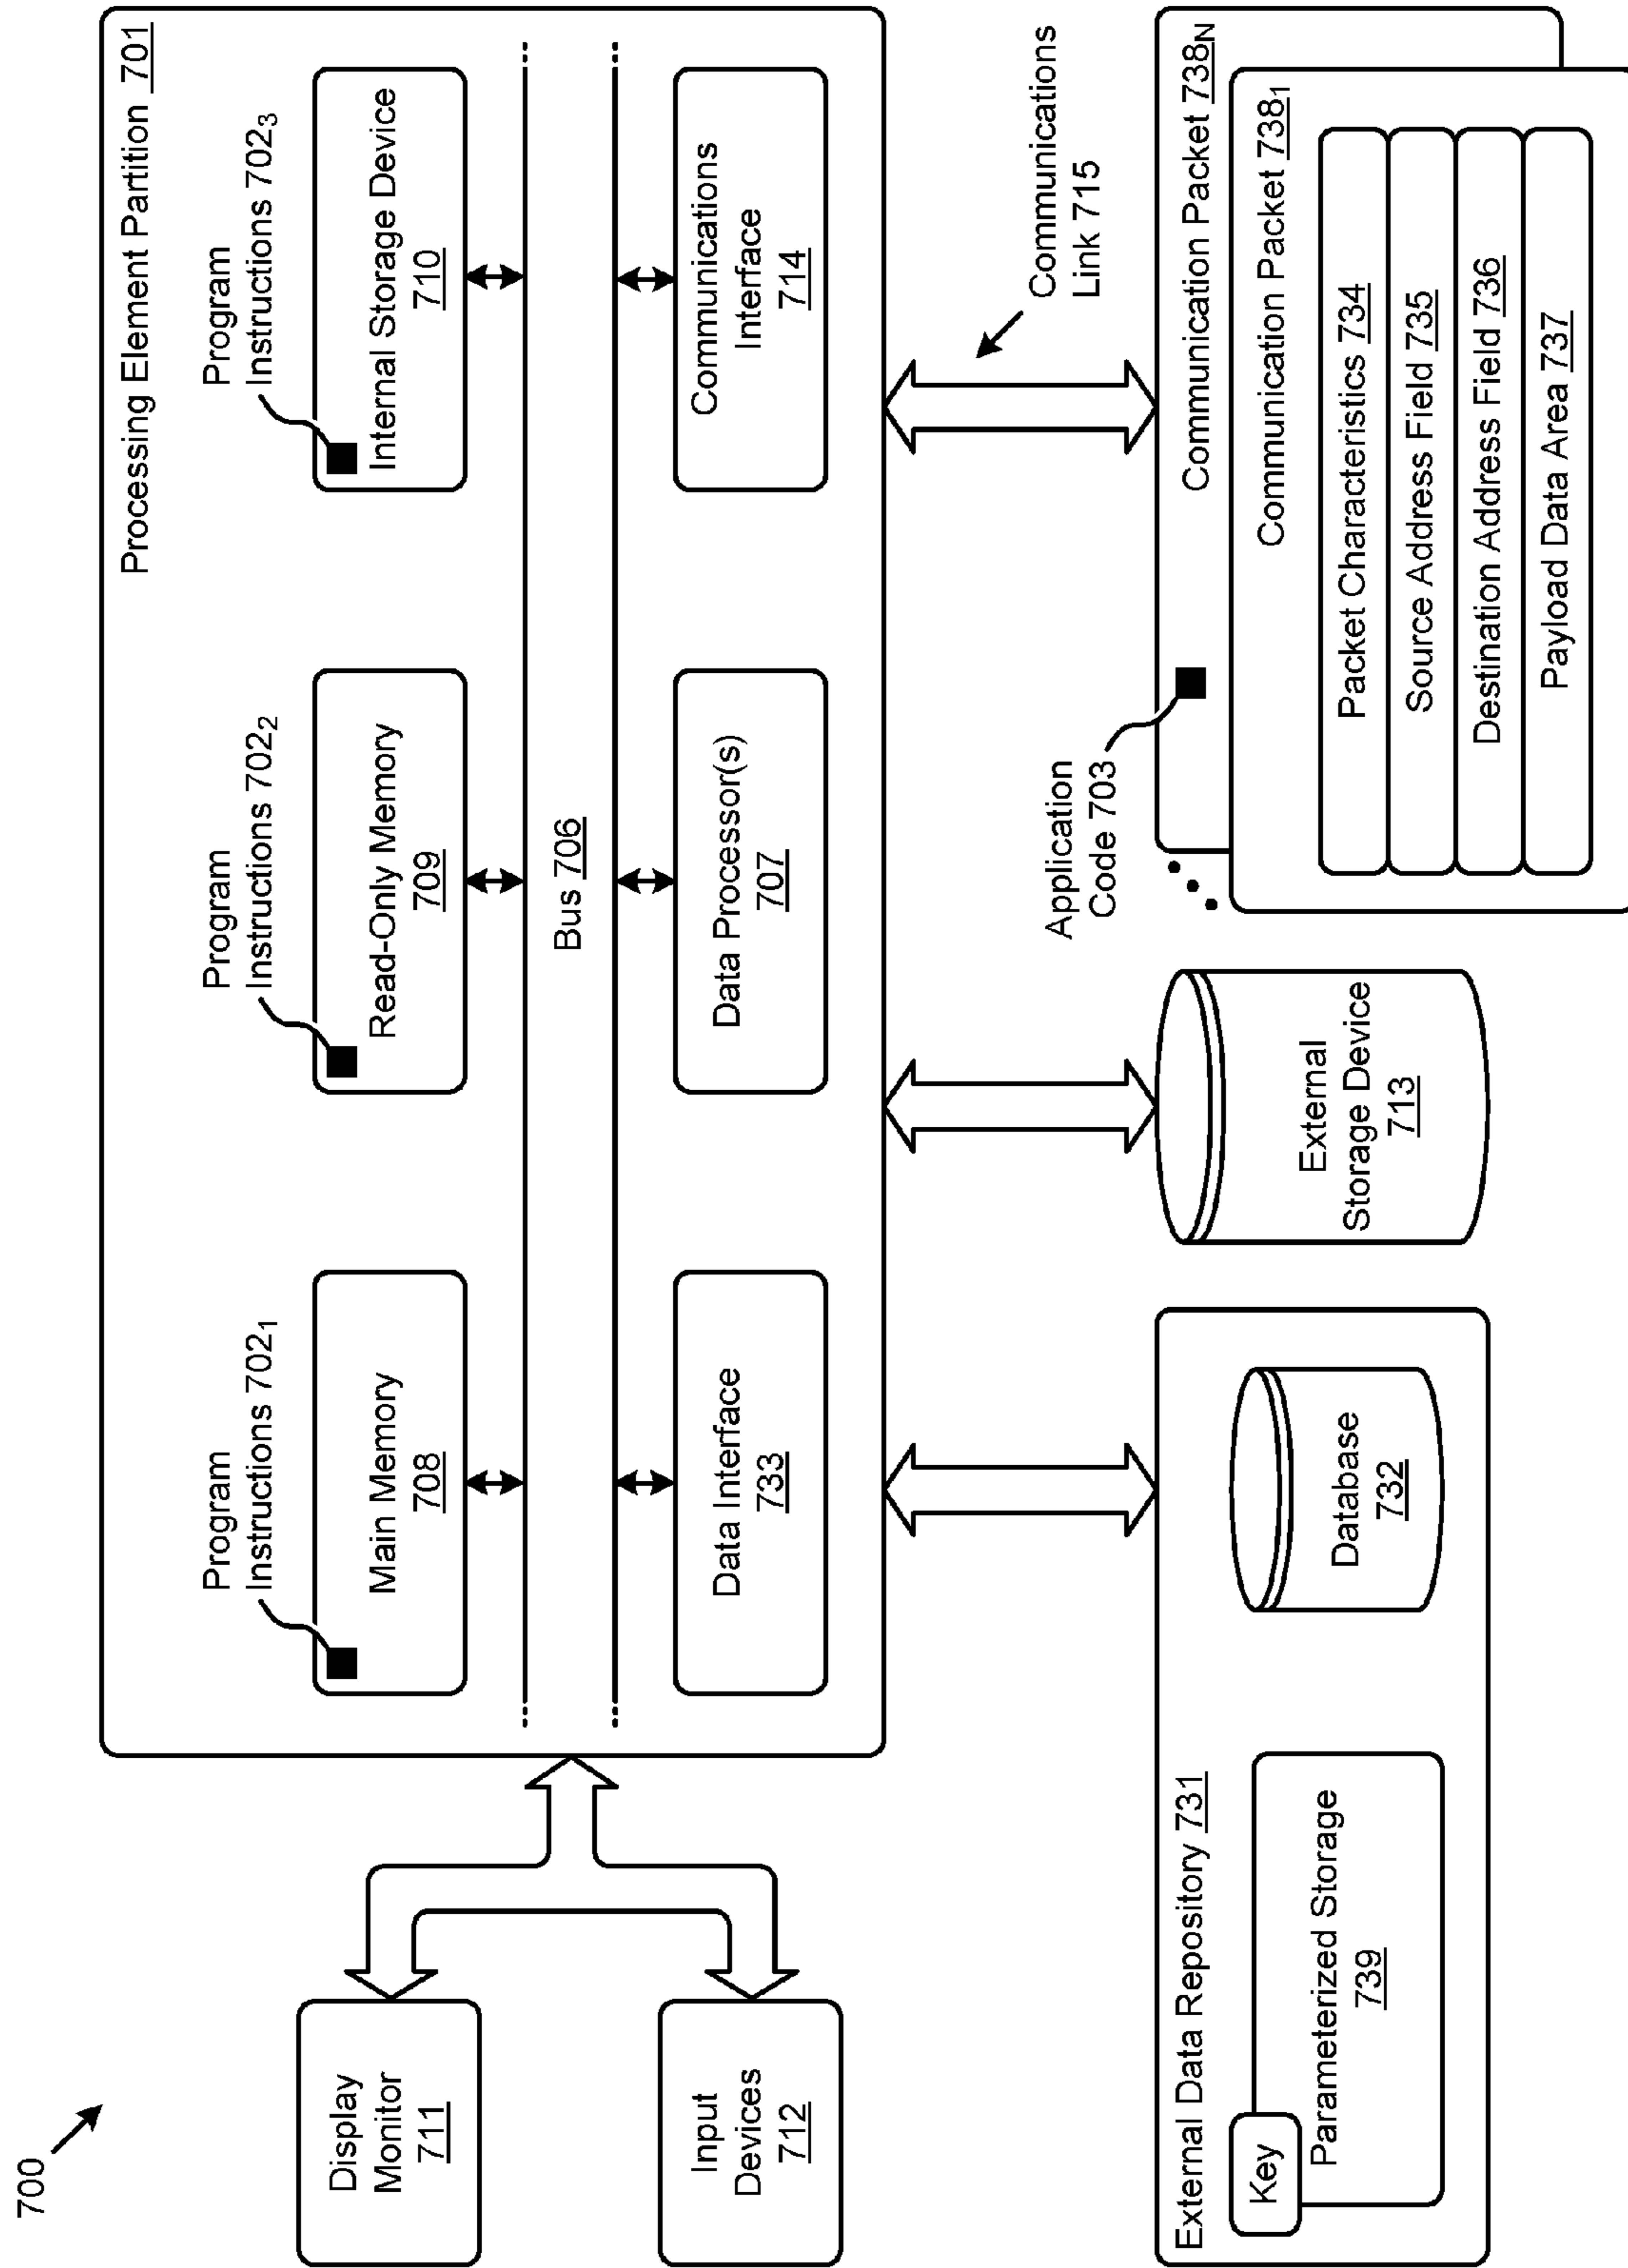 700
Processing Element Partition 701
Program
Instructions 702₁
Program
Instructions 702₂
Program
Instructions 702₃
Main Memory
708
Read-Only Memory
709
Internal Storage Device
710
Display
Monitor
711
Bus 706
Input
Devices
712
Data Interface
733
Data Processor(s)
707
Communications
Interface
714
Communications
Link 715
Application
Code 703
External Data Repository 731
Key
Parameterized Storage
739
Database
732
External
Storage Device
713
Communication Packet 738N
Communication Packet 738₁
Packet Characteristics 734
Source Address Field 735
Destination Address Field 736
Payload Data Area 737